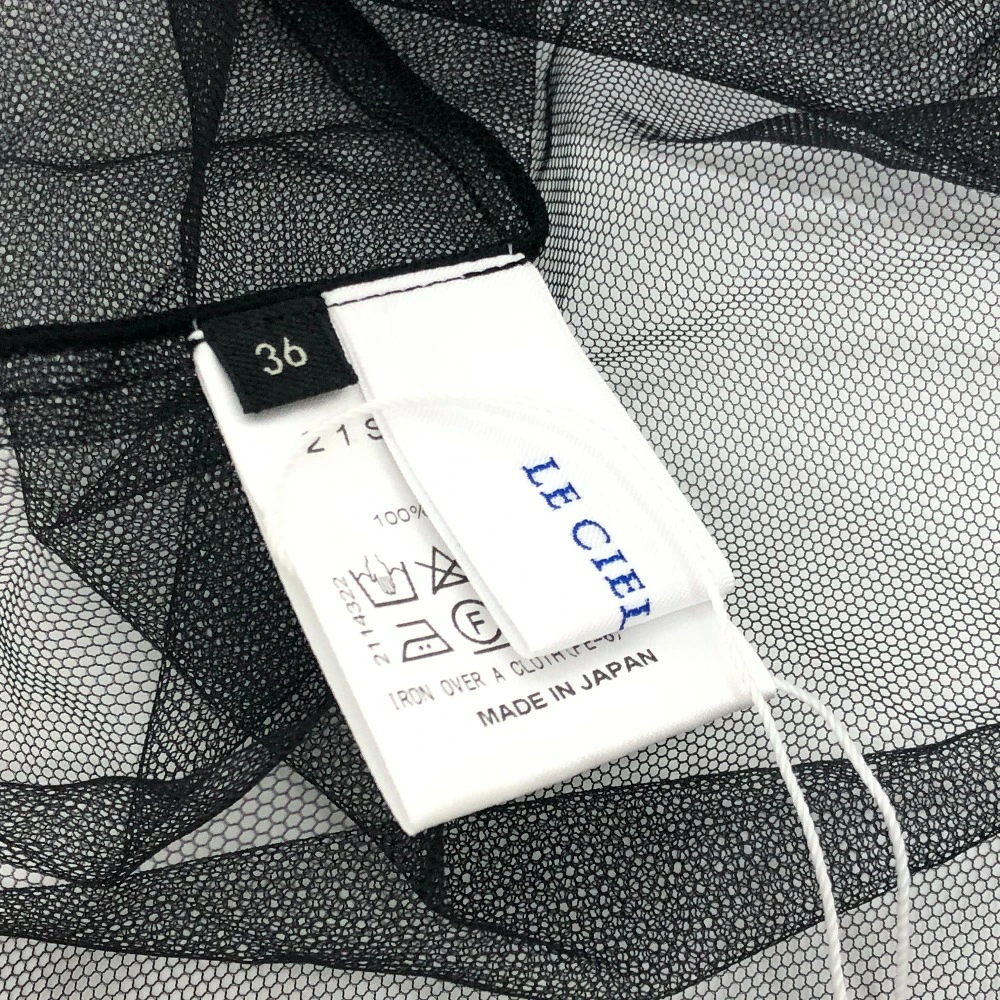 36
21S
100%
LE CIEL
2114322
F
IRON OVER A CLOTH(PE-6)
MADE IN JAPAN